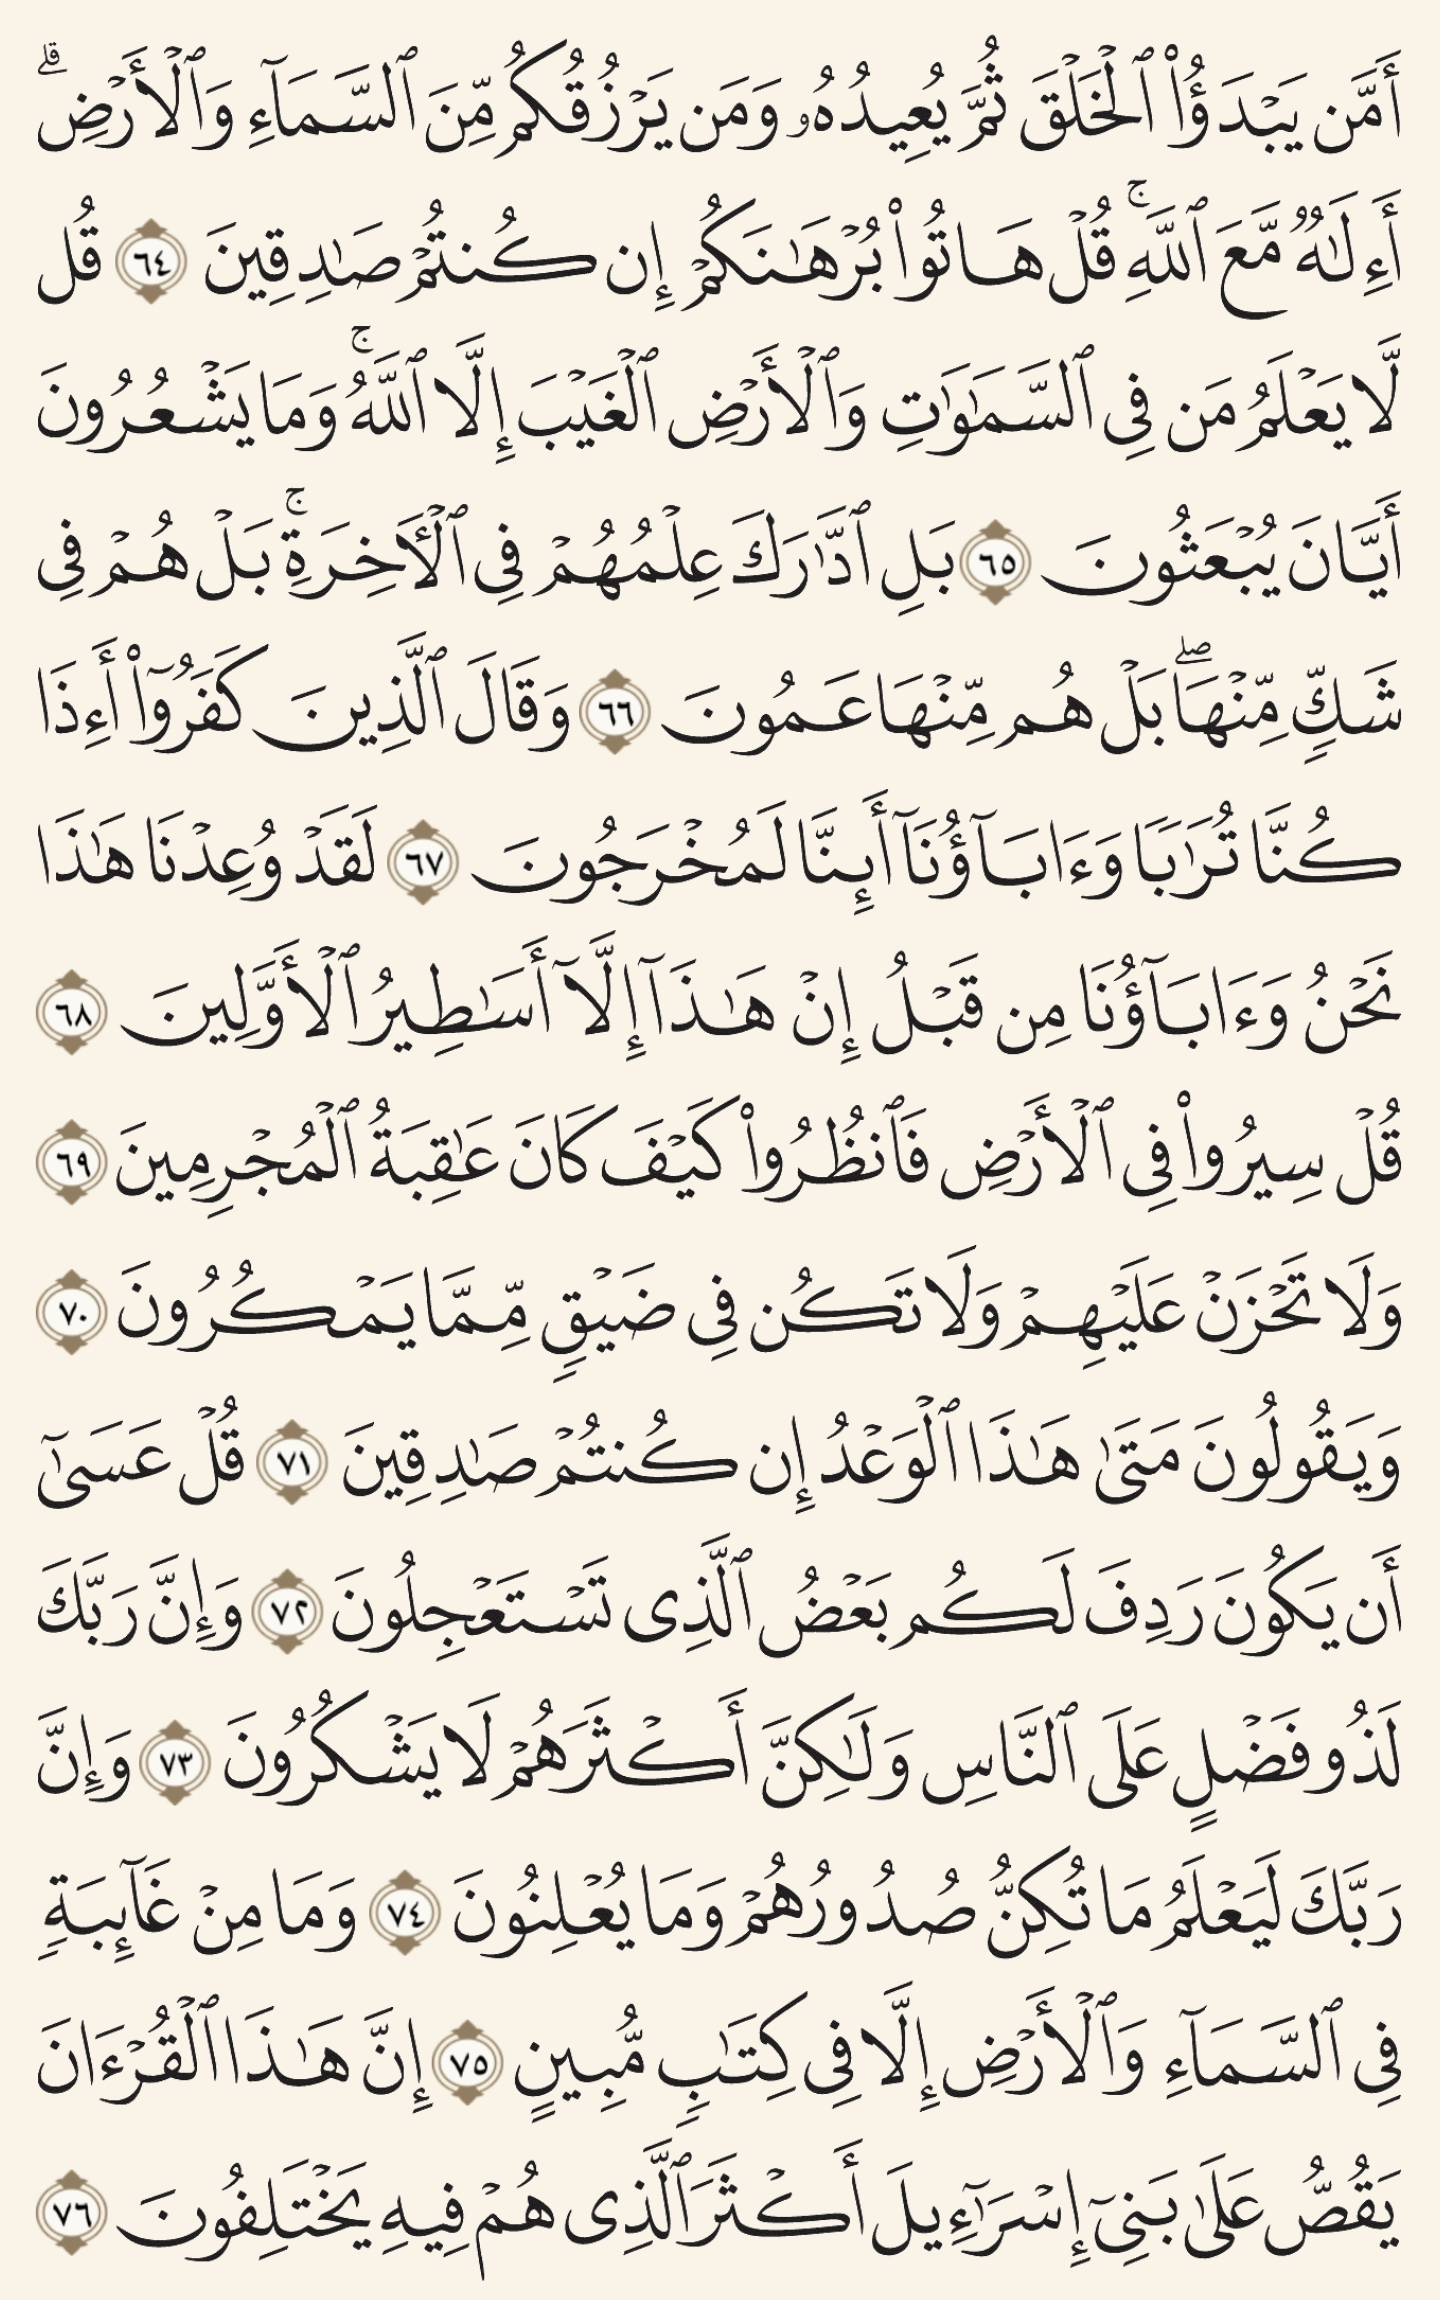 أَمَّن يَبۡدَؤُاْ ٱلۡخَلۡقَ ثُمَّ يُعِيدُهُۥ وَمَن يَرۡزُقُكُم مِّنَ ٱلسَّمَآءِ وَٱلۡأَرۡضِۗ
أَءِلَٰهٞ مَّعَ ٱللَّهِۚ قُلۡ هَاتُواْ بُرۡهَٰنَكُمۡ إِن كُنتُمۡ صَٰدِقِينَ ٦٤ قُل
لَّا يَعۡلَمُ مَن فِي ٱلسَّمَٰوَٰتِ وَٱلۡأَرۡضِ ٱلۡغَيۡبَ إِلَّا ٱللَّهُۚ وَمَا يَشۡعُرُونَ
أَيَّانَ يُبۡعَثُونَ ٦٥ بَلِ ٱدَّٰرَكَ عِلۡمُهُمۡ فِي ٱلۡأٓخِرَةِۚ بَلۡ هُمۡ فِي
شَكّٖ مِّنۡهَاۖ بَلۡ هُم مِّنۡهَا عَمُونَ ٦٦ وَقَالَ ٱلَّذِينَ كَفَرُوٓاْ أَءِذَا
كُنَّا تُرَٰبٗا وَءَابَآؤُنَآ أَئِنَّا لَمُخۡرَجُونَ ٦٧ لَقَدۡ وُعِدۡنَا هَٰذَا
نَحۡنُ وَءَابَآؤُنَا مِن قَبۡلُ إِنۡ هَٰذَآ إِلَّآ أَسَٰطِيرُ ٱلۡأَوَّلِينَ ٦٨
قُلۡ سِيرُواْ فِي ٱلۡأَرۡضِ فَٱنظُرُواْ كَيۡفَ كَانَ عَٰقِبَةُ ٱلۡمُجۡرِمِينَ ٦٩
وَلَا تَحۡزَنۡ عَلَيۡهِمۡ وَلَا تَكُن فِي ضَيۡقٖ مِّمَّا يَمۡكُرُونَ ٧٠
وَيَقُولُونَ مَتَىٰ هَٰذَا ٱلۡوَعۡدُ إِن كُنتُمۡ صَٰدِقِينَ ٧١ قُلۡ عَسَىٰٓ
أَن يَكُونَ رَدِفَ لَكُم بَعۡضُ ٱلَّذِي تَسۡتَعۡجِلُونَ ٧٢ وَإِنَّ رَبَّكَ
لَذُو فَضۡلٍ عَلَى ٱلنَّاسِ وَلَٰكِنَّ أَكۡثَرَهُمۡ لَا يَشۡكُرُونَ ٧٣ وَإِنَّ
رَبَّكَ لَيَعۡلَمُ مَا تُكِنُّ صُدُورُهُمۡ وَمَا يُعۡلِنُونَ ٧٤ وَمَا مِنۡ غَآئِبَةٖ
فِي ٱلسَّمَآءِ وَٱلۡأَرۡضِ إِلَّا فِي كِتَٰبٖ مُّبِينٍ ٧٥ إِنَّ هَٰذَا ٱلۡقُرۡءَانَ
يَقُصُّ عَلَىٰ بَنِيٓ إِسۡرَٰٓءِيلَ أَكۡثَرَ ٱلَّذِي هُمۡ فِيهِ يَخۡتَلِفُونَ ٧٦